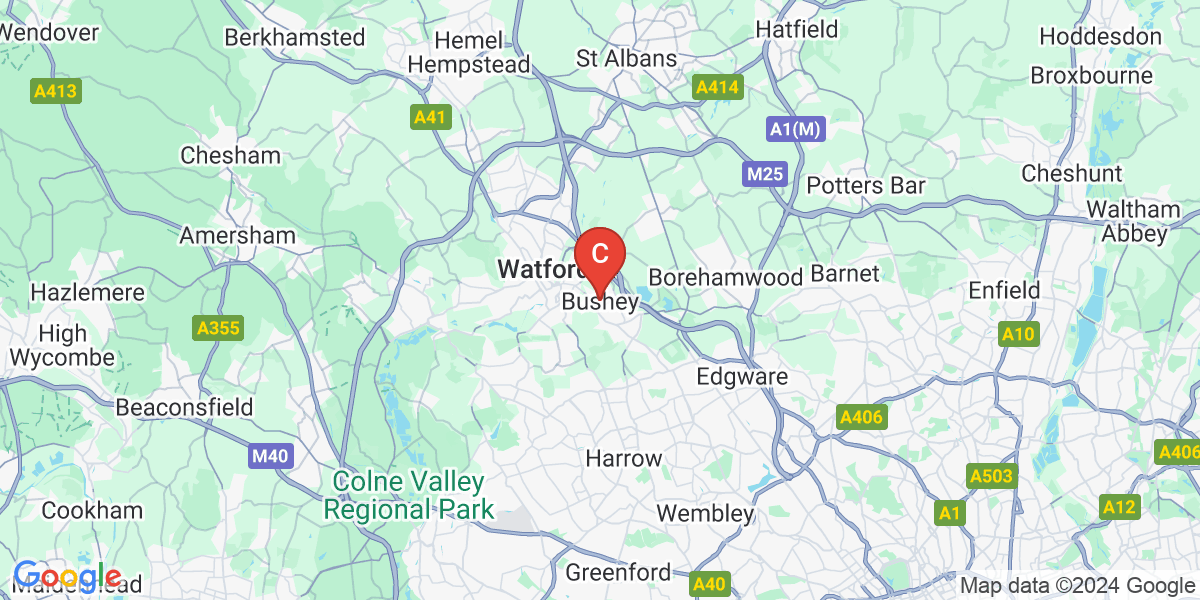 Wendover
Berkhamsted
Hemel
Hempstead
St Albans
Hatfield
Hoddesdon
Broxbourne
A413
A414
A41
A1(M)
Chesham
M25
Potters Bar
Cheshunt
Waltham
Abbey
Amersham
C
Watford
Borehamwood
Barnet
Bushey
Enfield
Hazlemere
A355
A10
High
Wycombe
Edgware
Beaconsfield
A406
M40
Harrow
A406
Colne Valley
Regional Park
A503
Cookham
Wembley
A1
A12
Greenford
Google
Maidenhead
A40
Map data ©2024 Google